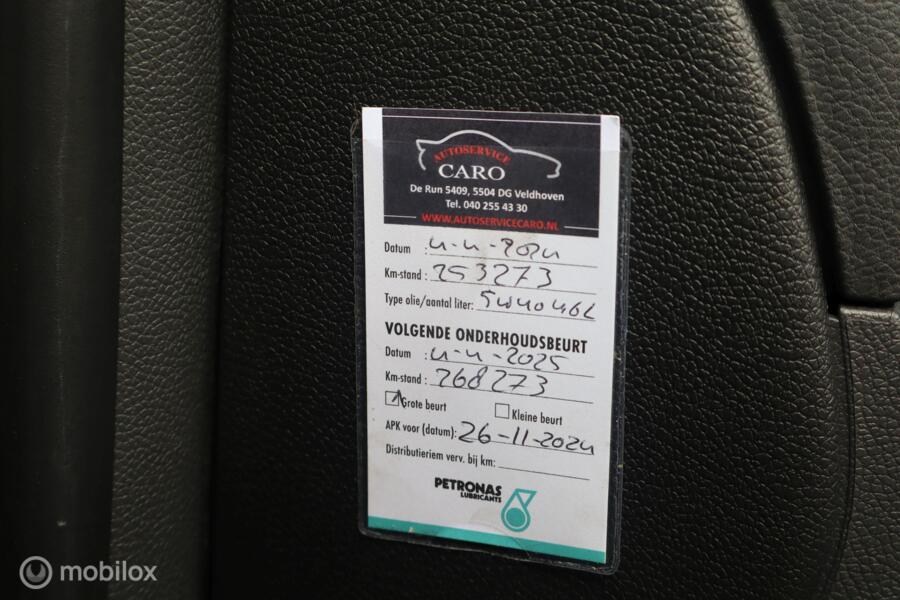 AUTOSERVICE
CARO
De Run 5409, 5504 DG Veldhoven
Tel. 040 255 43 30
WWW.AUTOSERVICECARO.NL
Datum : 4-4-2024
Km-stand : 253273
Type olie/aantal liter: 5w40 46L
VOLGENDE ONDERHOUDSBEURT
Datum : 4-4-2025
Km-stand : 268273
Grote beurt
Kleine beurt
APK voor (datum): 26-11-2024
Distributieriem verv. bij km:
PETRONAS
LUBRICANTS
mobilox